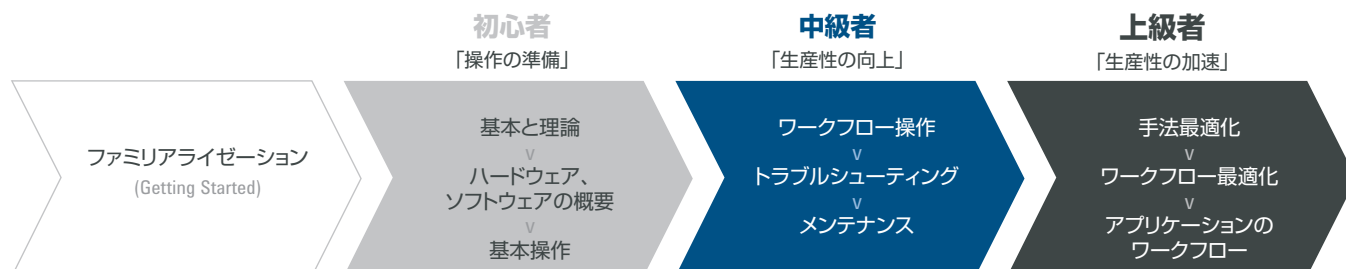 ファミリアライゼーション
(Getting Started)
初心者
「操作の準備」
基本と理論
v
ハードウェア、
ソフトウェアの概要
v
基本操作
中級者
「生産性の向上」
ワークフロー操作
v
トラブルシューティング
v
メンテナンス
上級者
「生産性の加速」
手法最適化
v
ワークフロー最適化
v
アプリケーションの
ワークフロー